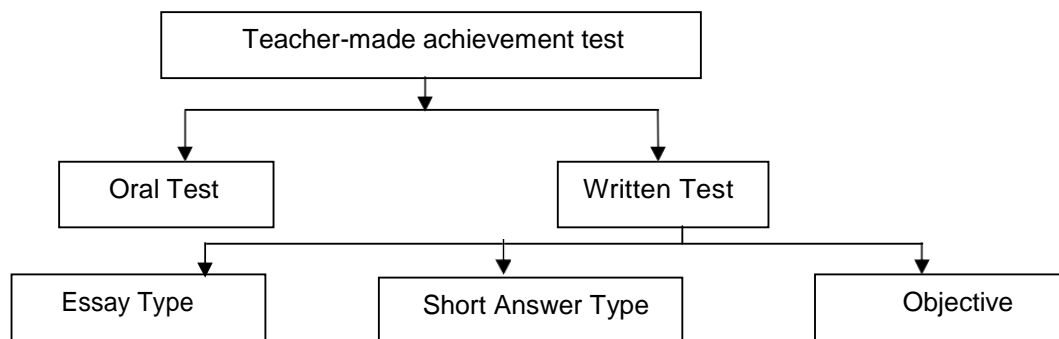 Teacher-made achievement test
Oral Test
Written Test
Essay Type
Short Answer Type
Objective